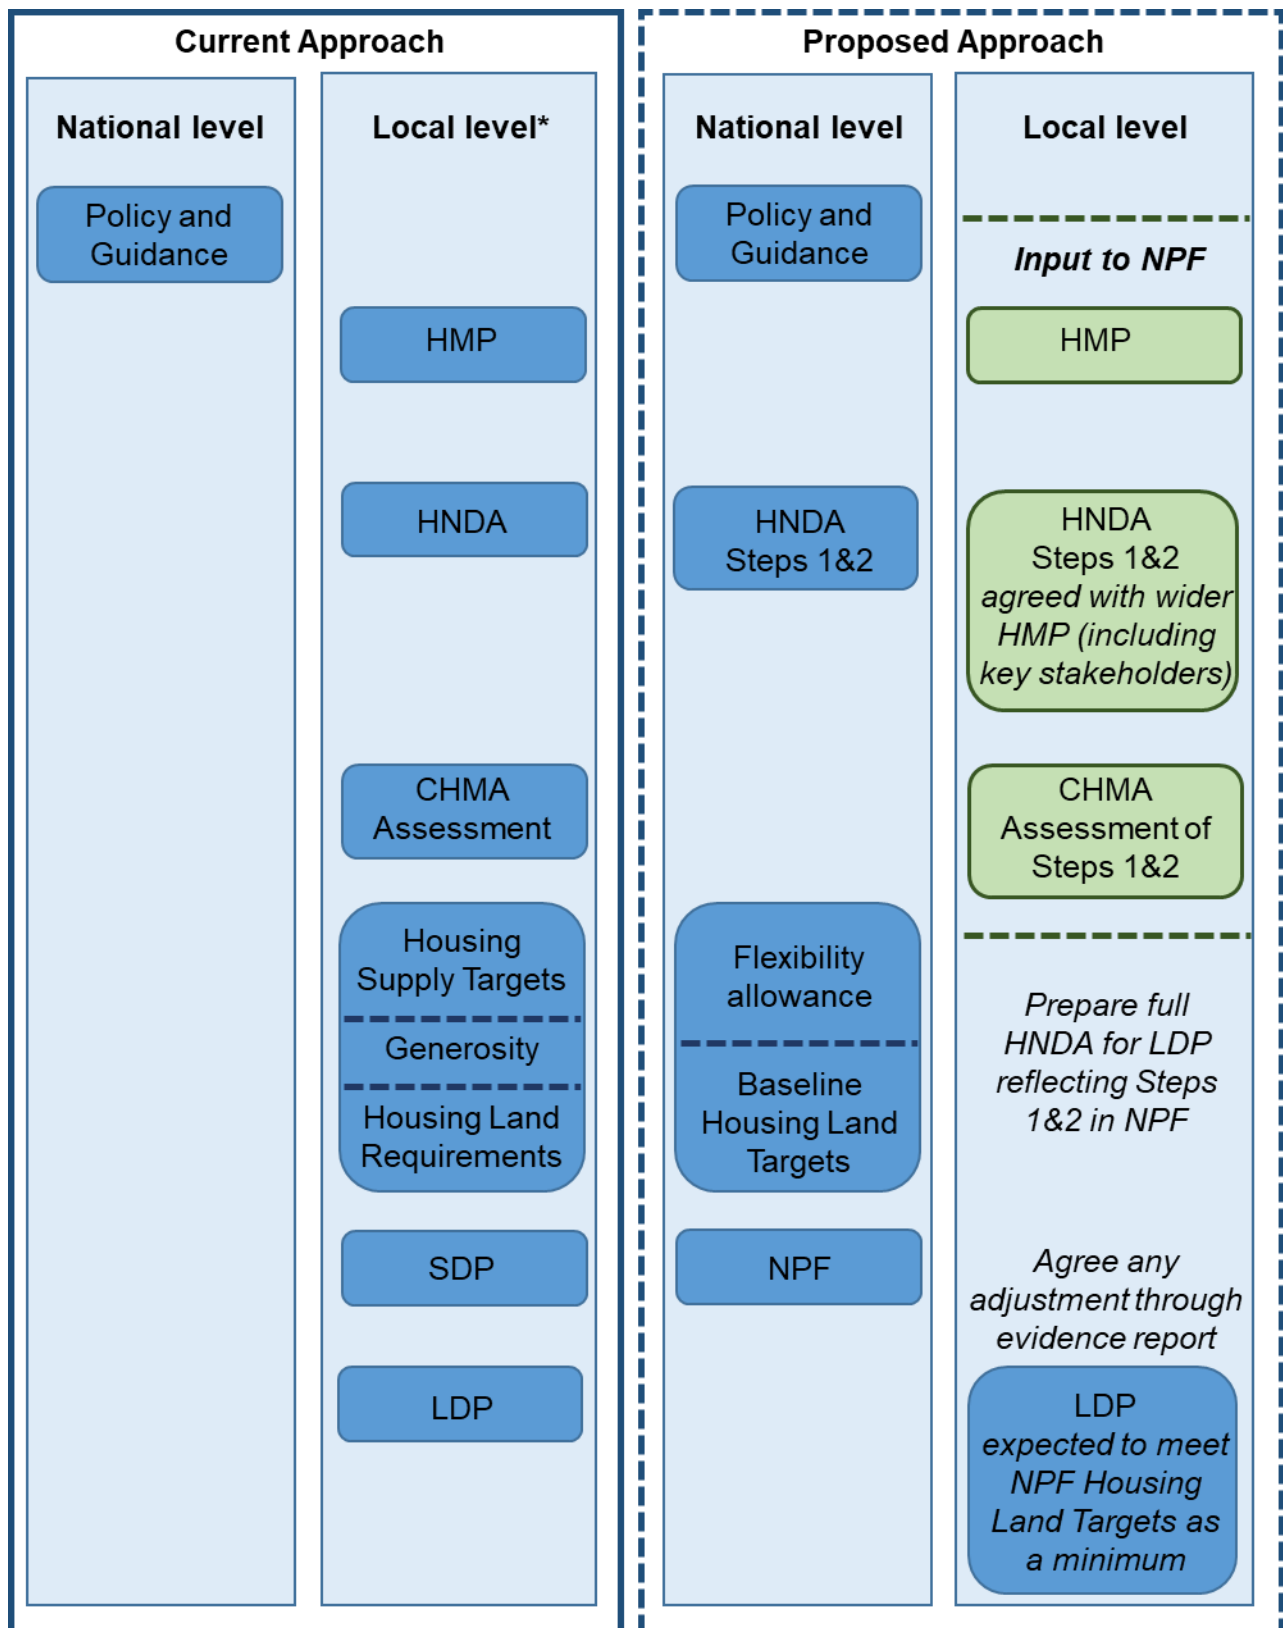 Current Approach
National level
Policy and
Guidance
Local level*
HMP
HNDA
CHMA
Assessment
Housing
Supply Targets
Generosity
Housing Land
Requirements
SDP
LDP
Proposed Approach
National level
Policy and
Guidance
HNDA
Steps 1&2
Flexibility
allowance
Baseline
Housing Land
Targets
NPF
Local level
Input to NPF
HMP
HNDA
Steps 1&2
agreed with wider
HMP (including
key stakeholders)
CHMA
Assessment of
Steps 1&2
Prepare full
HNDA for LDP
reflecting Steps
1&2 in NPF
Agree any
adjustment through
evidence report
LDP
expected to meet
NPF Housing
Land Targets as
a minimum